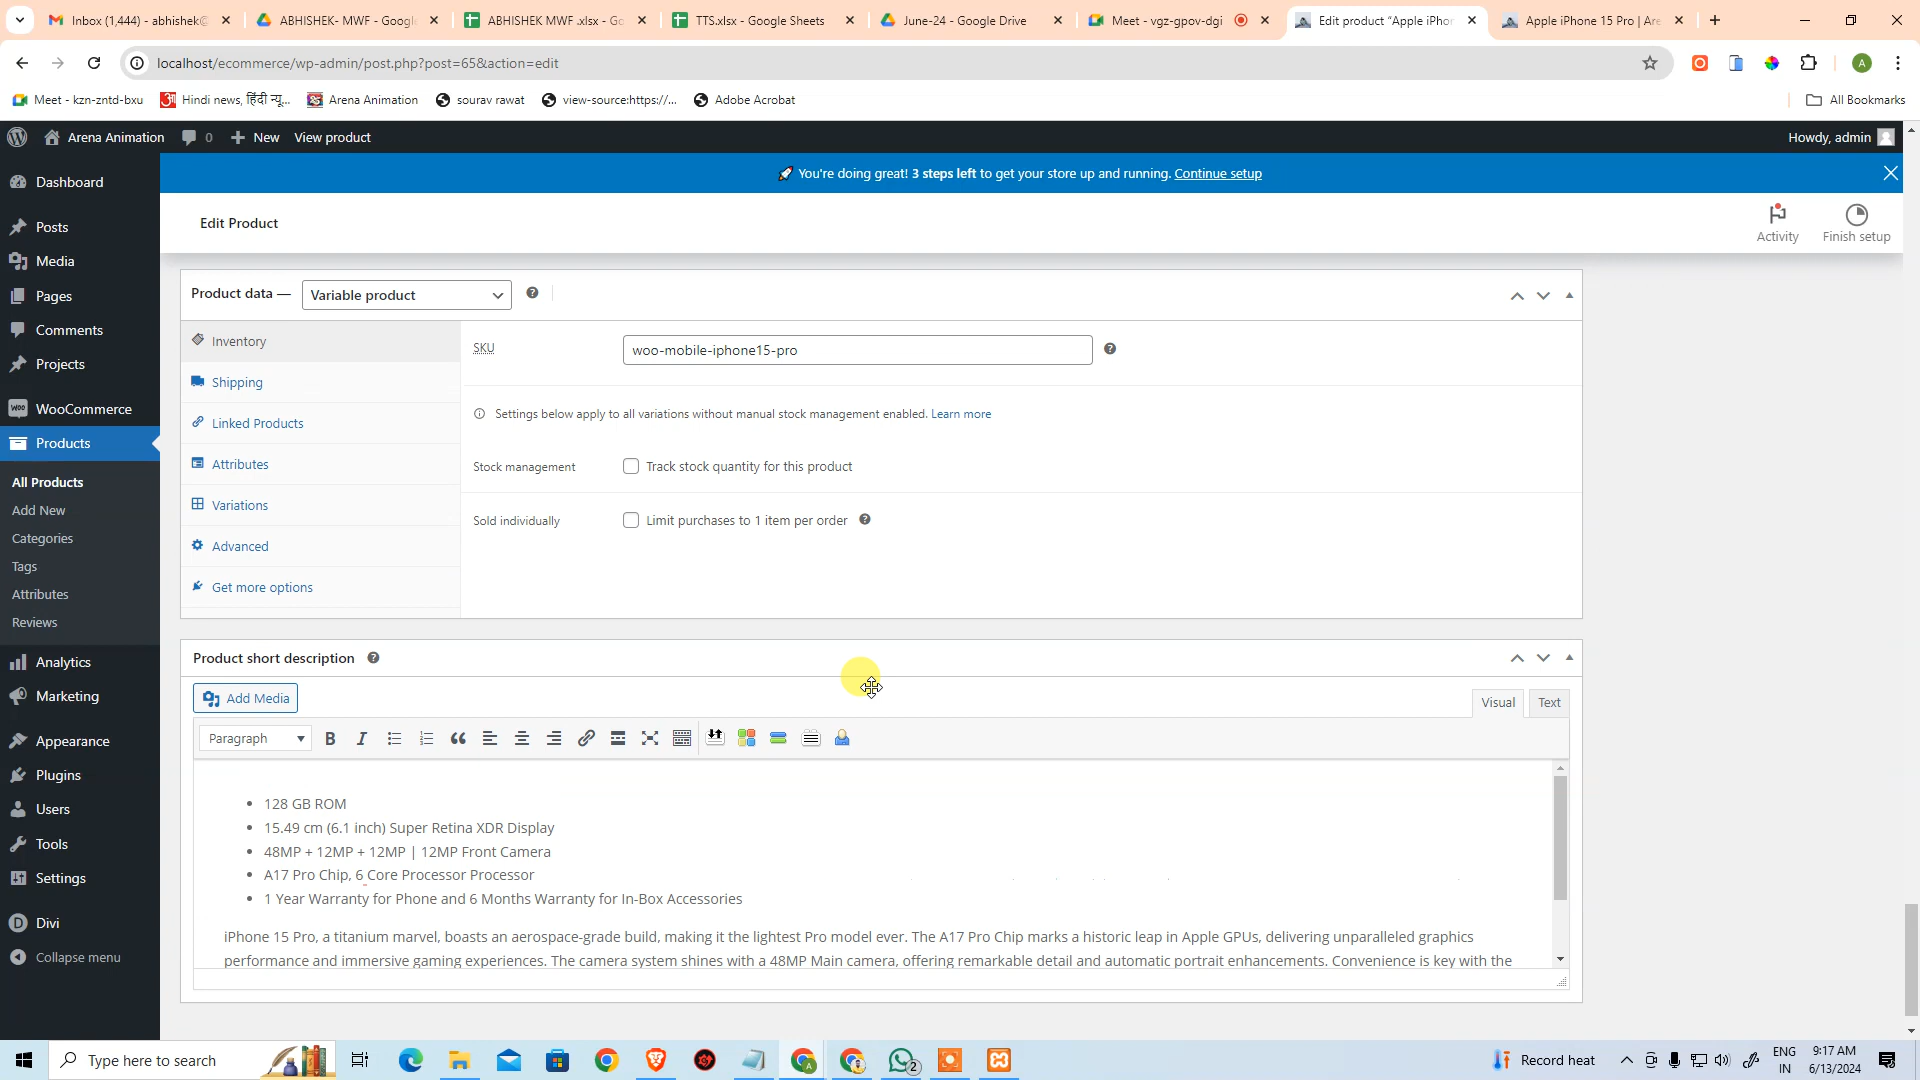 Inbox (1,444) - abhishek@
ABHISHEK- MWF - Google
ABHISHEK MWF .xlsx - Go
TTS.xlsx - Google Sheets
June-24 - Google Drive
Meet - vgz-gpov-dgi
Edit product "Apple iPhon
Apple iPhone 15 Pro | Are
localhost/ecommerce/wp-admin/post.php?post=65&action=edit
A
Meet - kzn-zntd-bxu
Hindi news, हिंदी न्यू...
Arena Animation
sourav rawat
view-source:https://...
Adobe Acrobat
All Bookmarks
Arena Animation
0
New
View product
Howdy, admin
Dashboard
Posts
Media
Pages
Comments
Projects
WooCommerce
Products
All Products
Add New
Categories
Tags
Attributes
Reviews
Analytics
Marketing
Appearance
Plugins
Users
Tools
Settings
Divi
Collapse menu
You're doing great! 3 steps left to get your store up and running. Continue setup
Edit Product
Activity
Finish setup
Product data —
Variable product
Inventory
Shipping
Linked Products
Attributes
Variations
Advanced
Get more options
SKU
woo-mobile-iphone15-pro
Settings below apply to all variations without manual stock management enabled. Learn more
Stock management
Track stock quantity for this product
Sold individually
Limit purchases to 1 item per order
Product short description
Add Media
Visual
Text
Paragraph
• 128 GB ROM
• 15.49 cm (6.1 inch) Super Retina XDR Display
• 48MP + 12MP + 12MP | 12MP Front Camera
• A17 Pro Chip, 6 Core Processor Processor
• 1 Year Warranty for Phone and 6 Months Warranty for In-Box Accessories
iPhone 15 Pro, a titanium marvel, boasts an aerospace-grade build, making it the lightest Pro model ever. The A17 Pro Chip marks a historic leap in Apple GPUs, delivering unparalleled graphics
performance and immersive gaming experiences. The camera system shines with a 48MP Main camera, offering remarkable detail and automatic portrait enhancements. Convenience is key with the
Type here to search
2
Record heat
ENG
IN
9:17 AM
6/13/2024